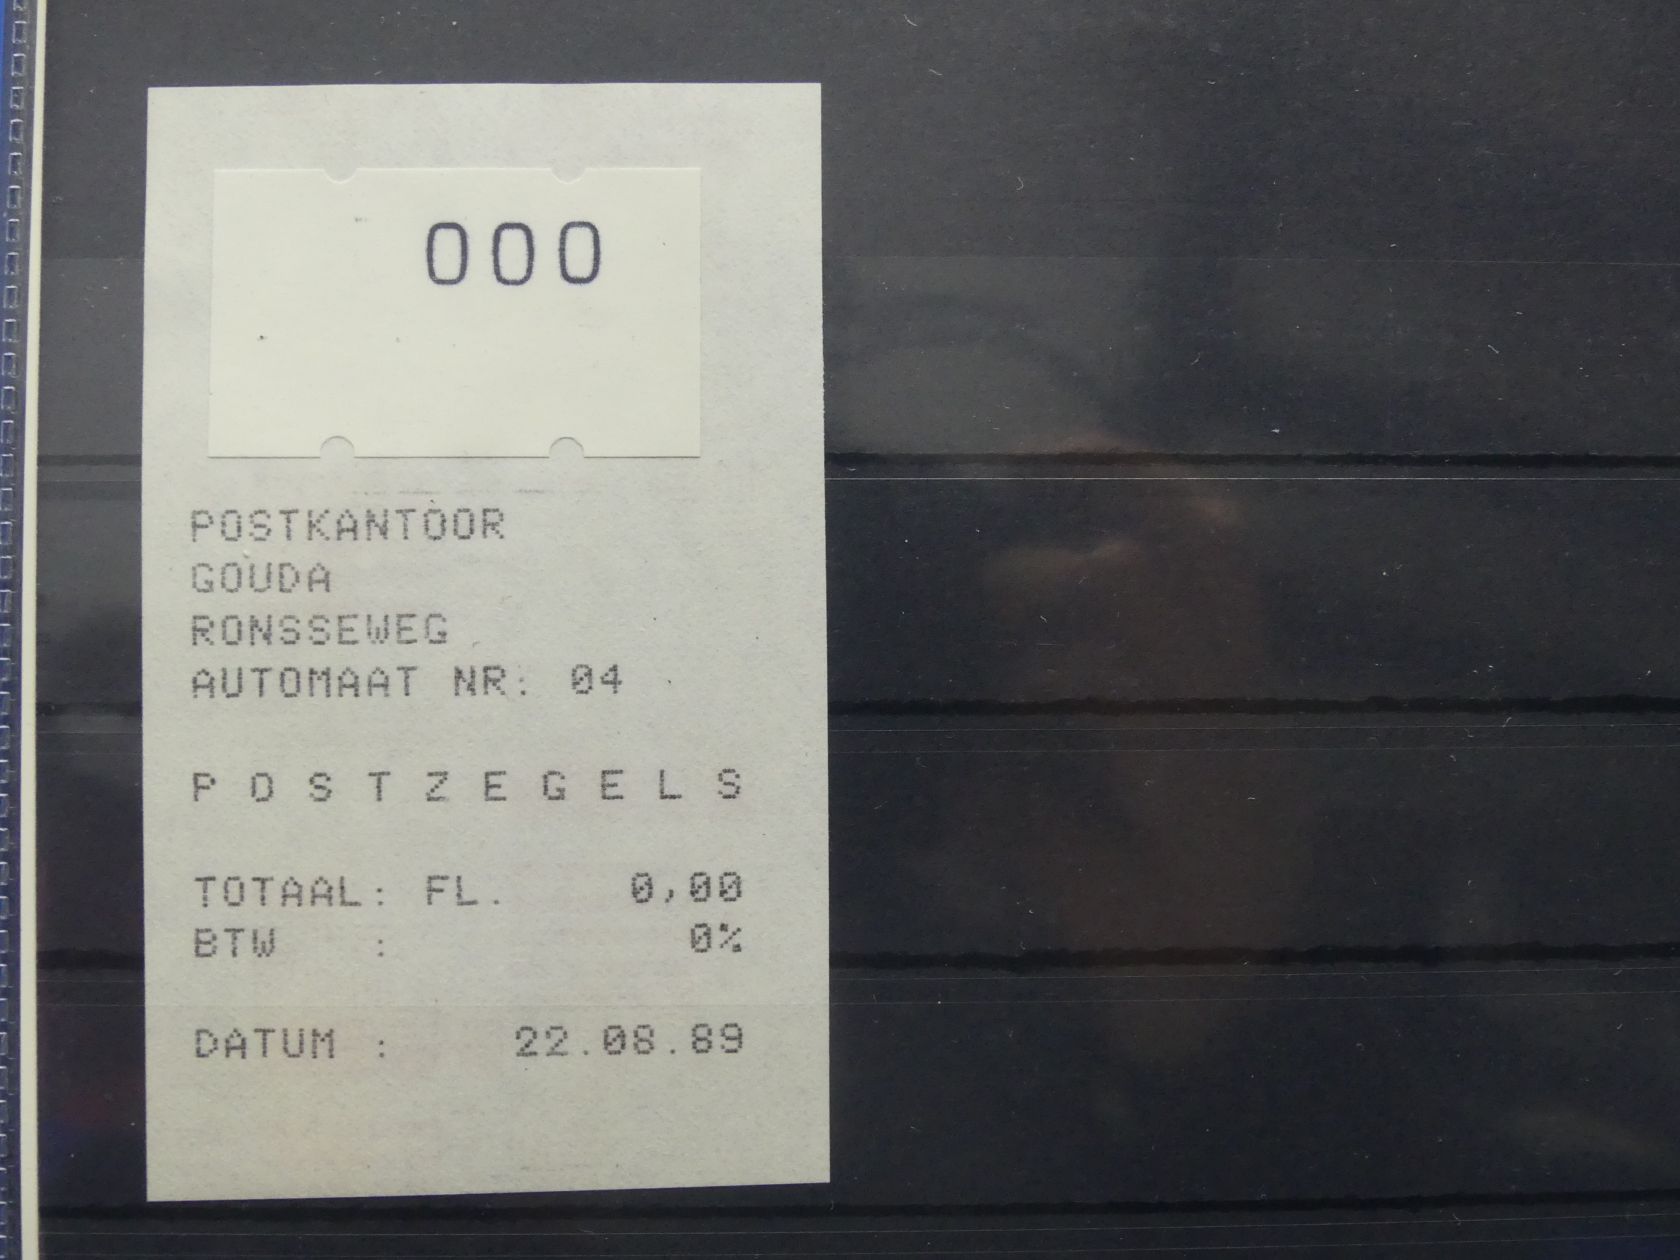 000
POSTKANTOOR
GOUDA
RONSSEWEG
AUTOMAAT NR: 04
P O S T Z E G E L S
TOTAAL: FL. 0,00
BTW : 0%
DATUM : 22.08.89